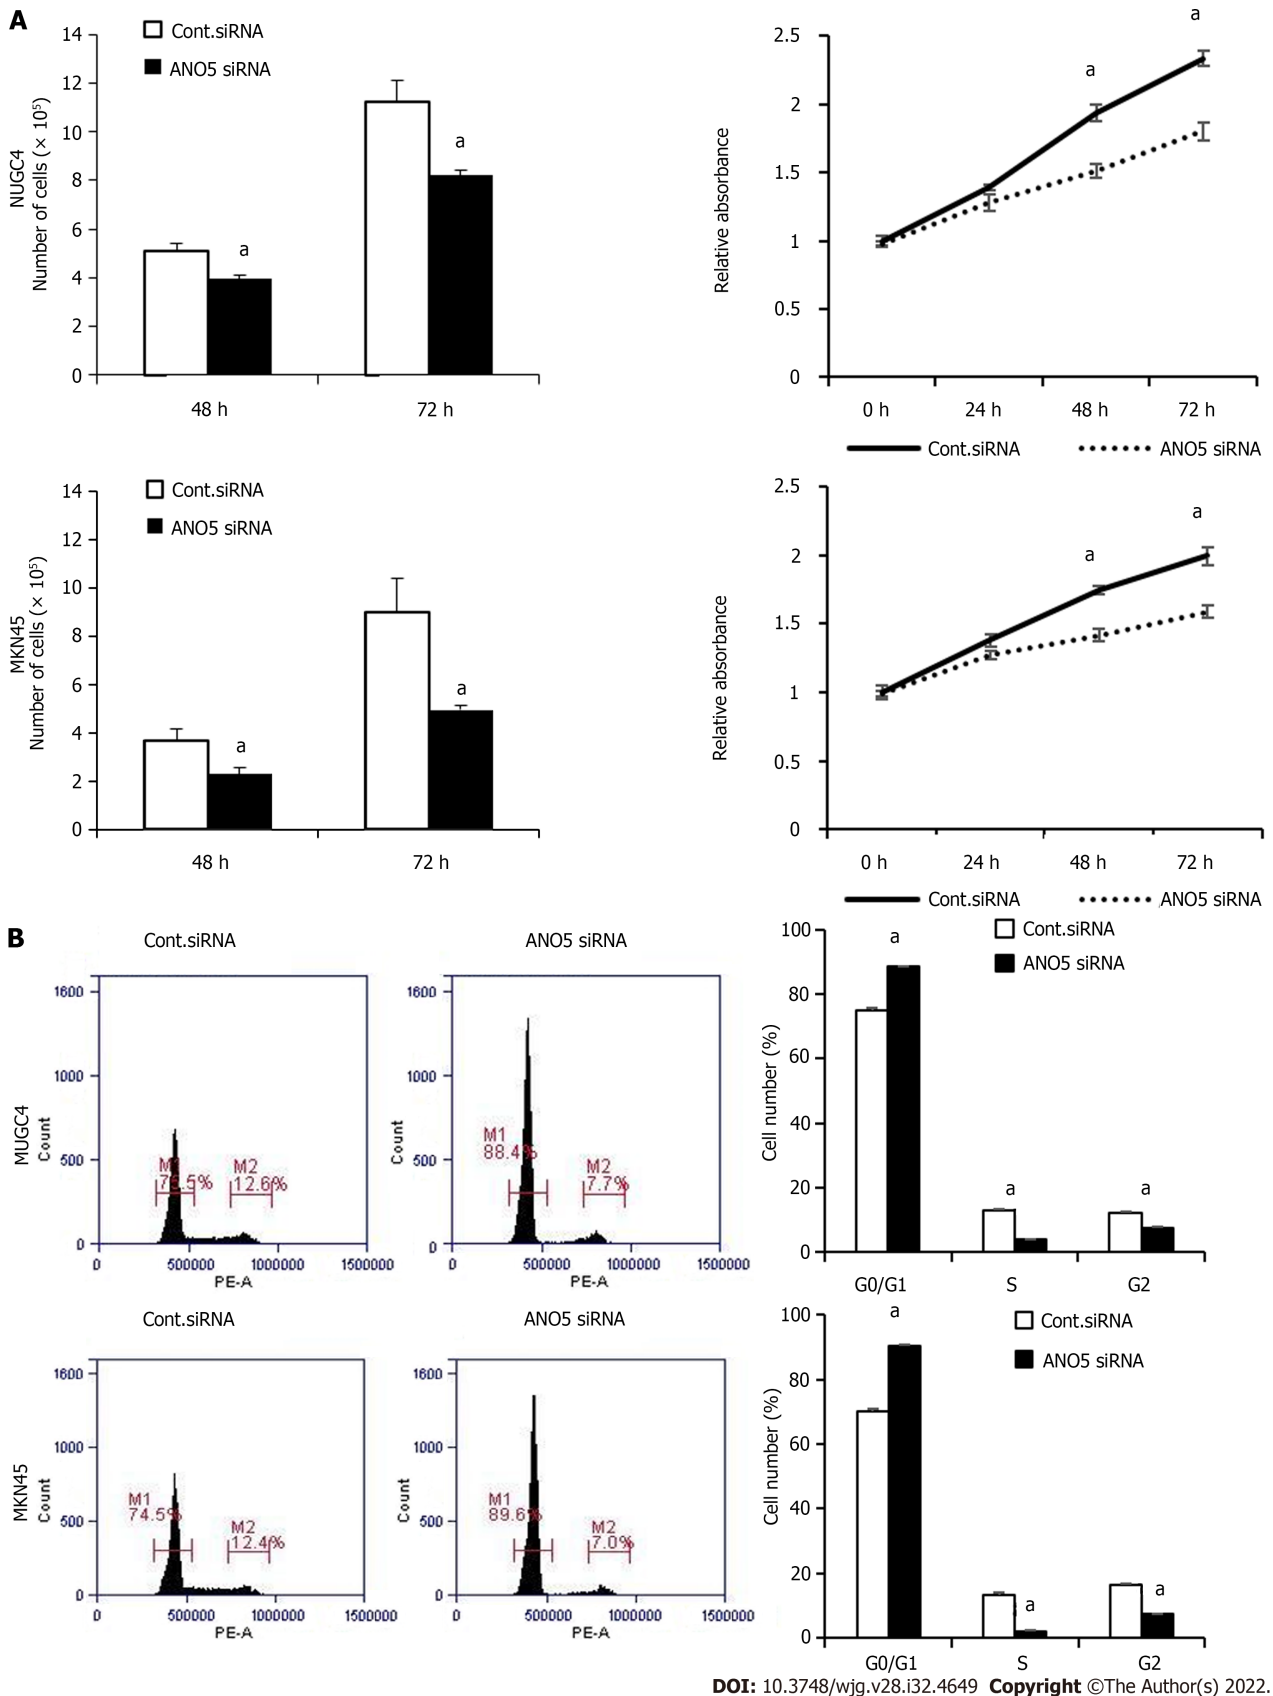 A
Cont.siRNA
ANO5 siRNA
NUGC4
Number of cells (× 10⁵)
14
12
10
8
6
4
2
0
a
a
48 h
72 h
Relative absorbance
2.5
2
1.5
1
0.5
0
a
a
0 h
24 h
48 h
72 h
Cont.siRNA
ANO5 siRNA
Cont.siRNA
ANO5 siRNA
MKN45
Number of cells (× 10⁵)
14
12
10
8
6
4
2
0
a
a
48 h
72 h
Relative absorbance
2.5
2
1.5
1
0.5
0
a
a
0 h
24 h
48 h
72 h
Cont.siRNA
ANO5 siRNA
B
MUGC4
Cont.siRNA
Count
1600
1000
500
0
M1
12.6%
M2
0
500000
1000000
1500000
PE-A
ANO5 siRNA
Count
1600
1000
500
0
M1
88.4%
M2
7.7%
0
500000
1000000
1500000
PE-A
Cell number (%)
100
80
60
40
20
0
Cont.siRNA
ANO5 siRNA
a
a
a
G0/G1
S
G2
MKN45
Cont.siRNA
Count
1600
1000
500
0
M1
74.5%
M2
12.4%
0
500000
1000000
1500000
PE-A
ANO5 siRNA
Count
1600
1000
500
0
M1
89.6%
M2
7.0%
0
500000
1000000
1500000
PE-A
Cell number (%)
100
80
60
40
20
0
Cont.siRNA
ANO5 siRNA
a
a
a
G0/G1
S
G2
DOI: 10.3748/wjg.v28.i32.4649 Copyright ©The Author(s) 2022.